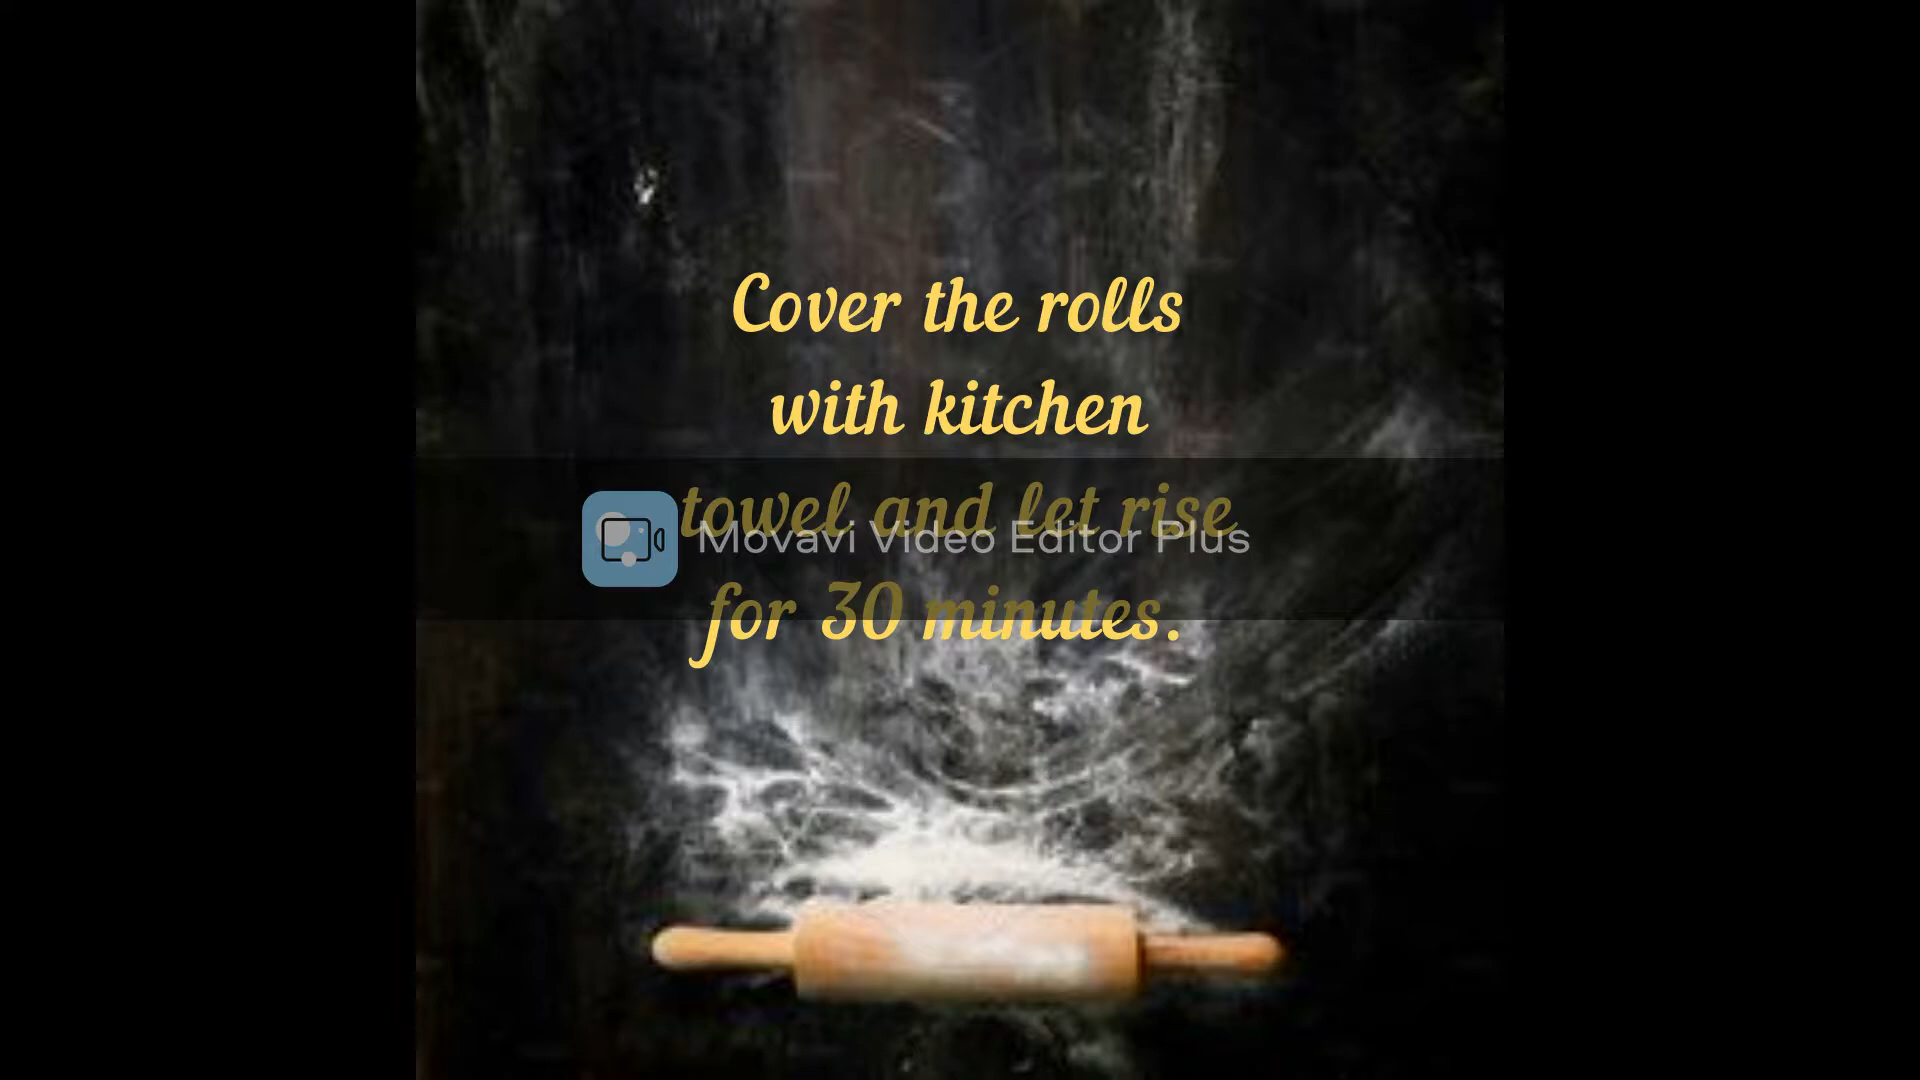 Cover the rolls
with kitchen
towel and let rise
Movavi Video Editor Plus
for 30 minutes.